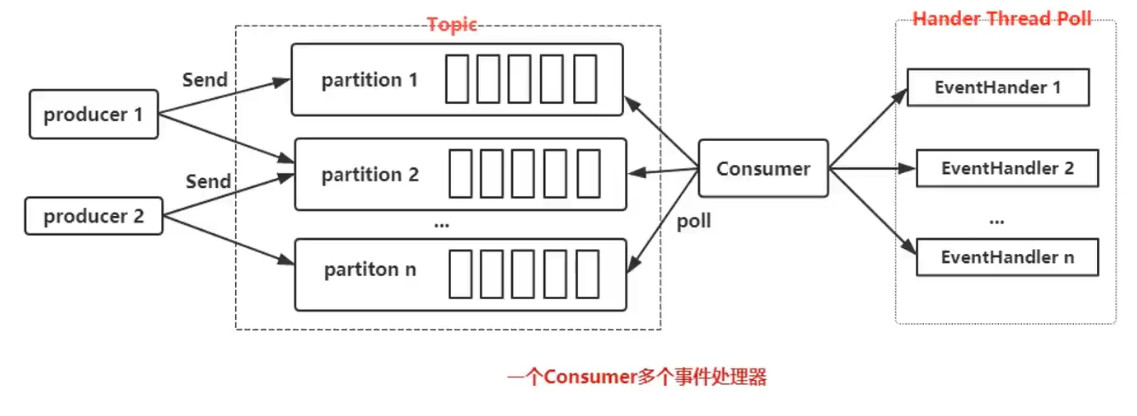 Topic
Hander Thread Poll
Send
partition 1
EventHander 1
producer 1
partition 2
Consumer
EventHandler 2
Send
producer 2
...
poll
...
partiton n
EventHandler n
一个Consumer多个事件处理器